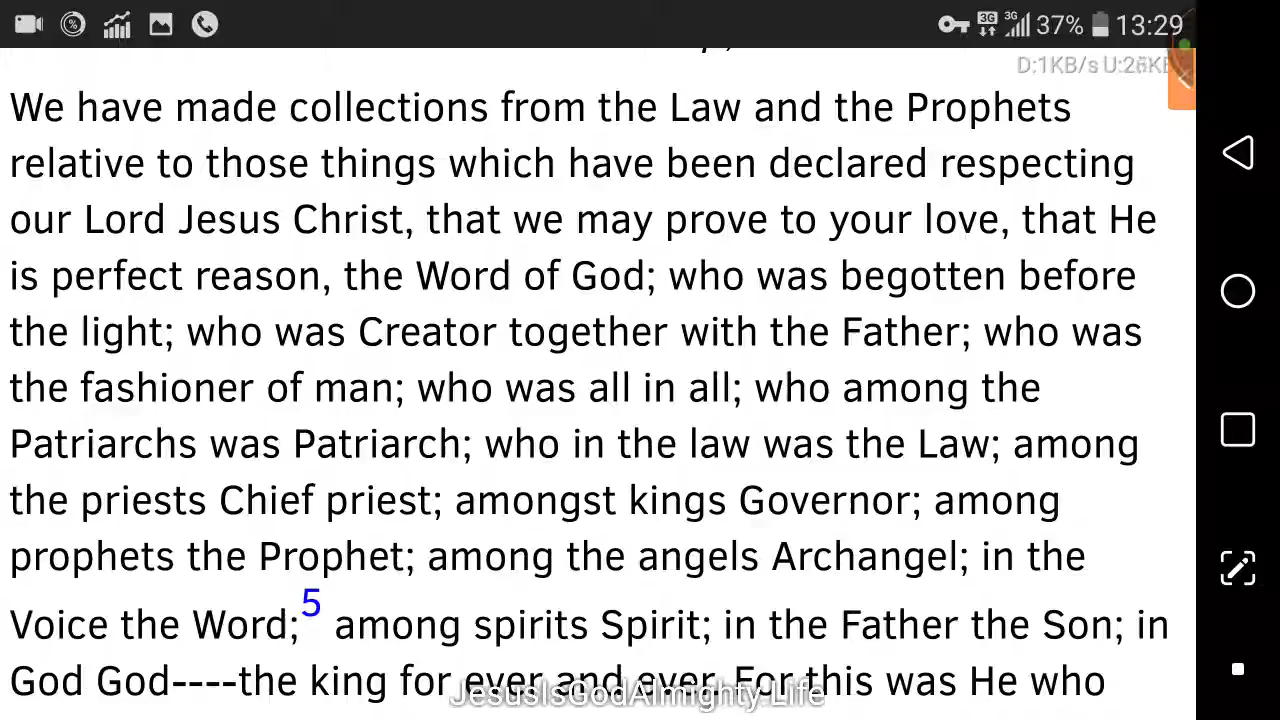 3G 3G 37% 13:29
We have made collections from the Law and the Prophets
relative to those things which have been declared respecting
our Lord Jesus Christ, that we may prove to your love, that He
is perfect reason, the Word of God; who was begotten before
the light; who was Creator together with the Father; who was
the fashioner of man; who was all in all; who among the
Patriarchs was Patriarch; who in the law was the Law; among
the priests Chief priest; amongst kings Governor; among
prophets the Prophet; among the angels Archangel; in the
Voice the Word;5 among spirits Spirit; in the Father the Son; in
God God----the king for ever and ever. For this was He who
JesusIsGodAlmighty.Life